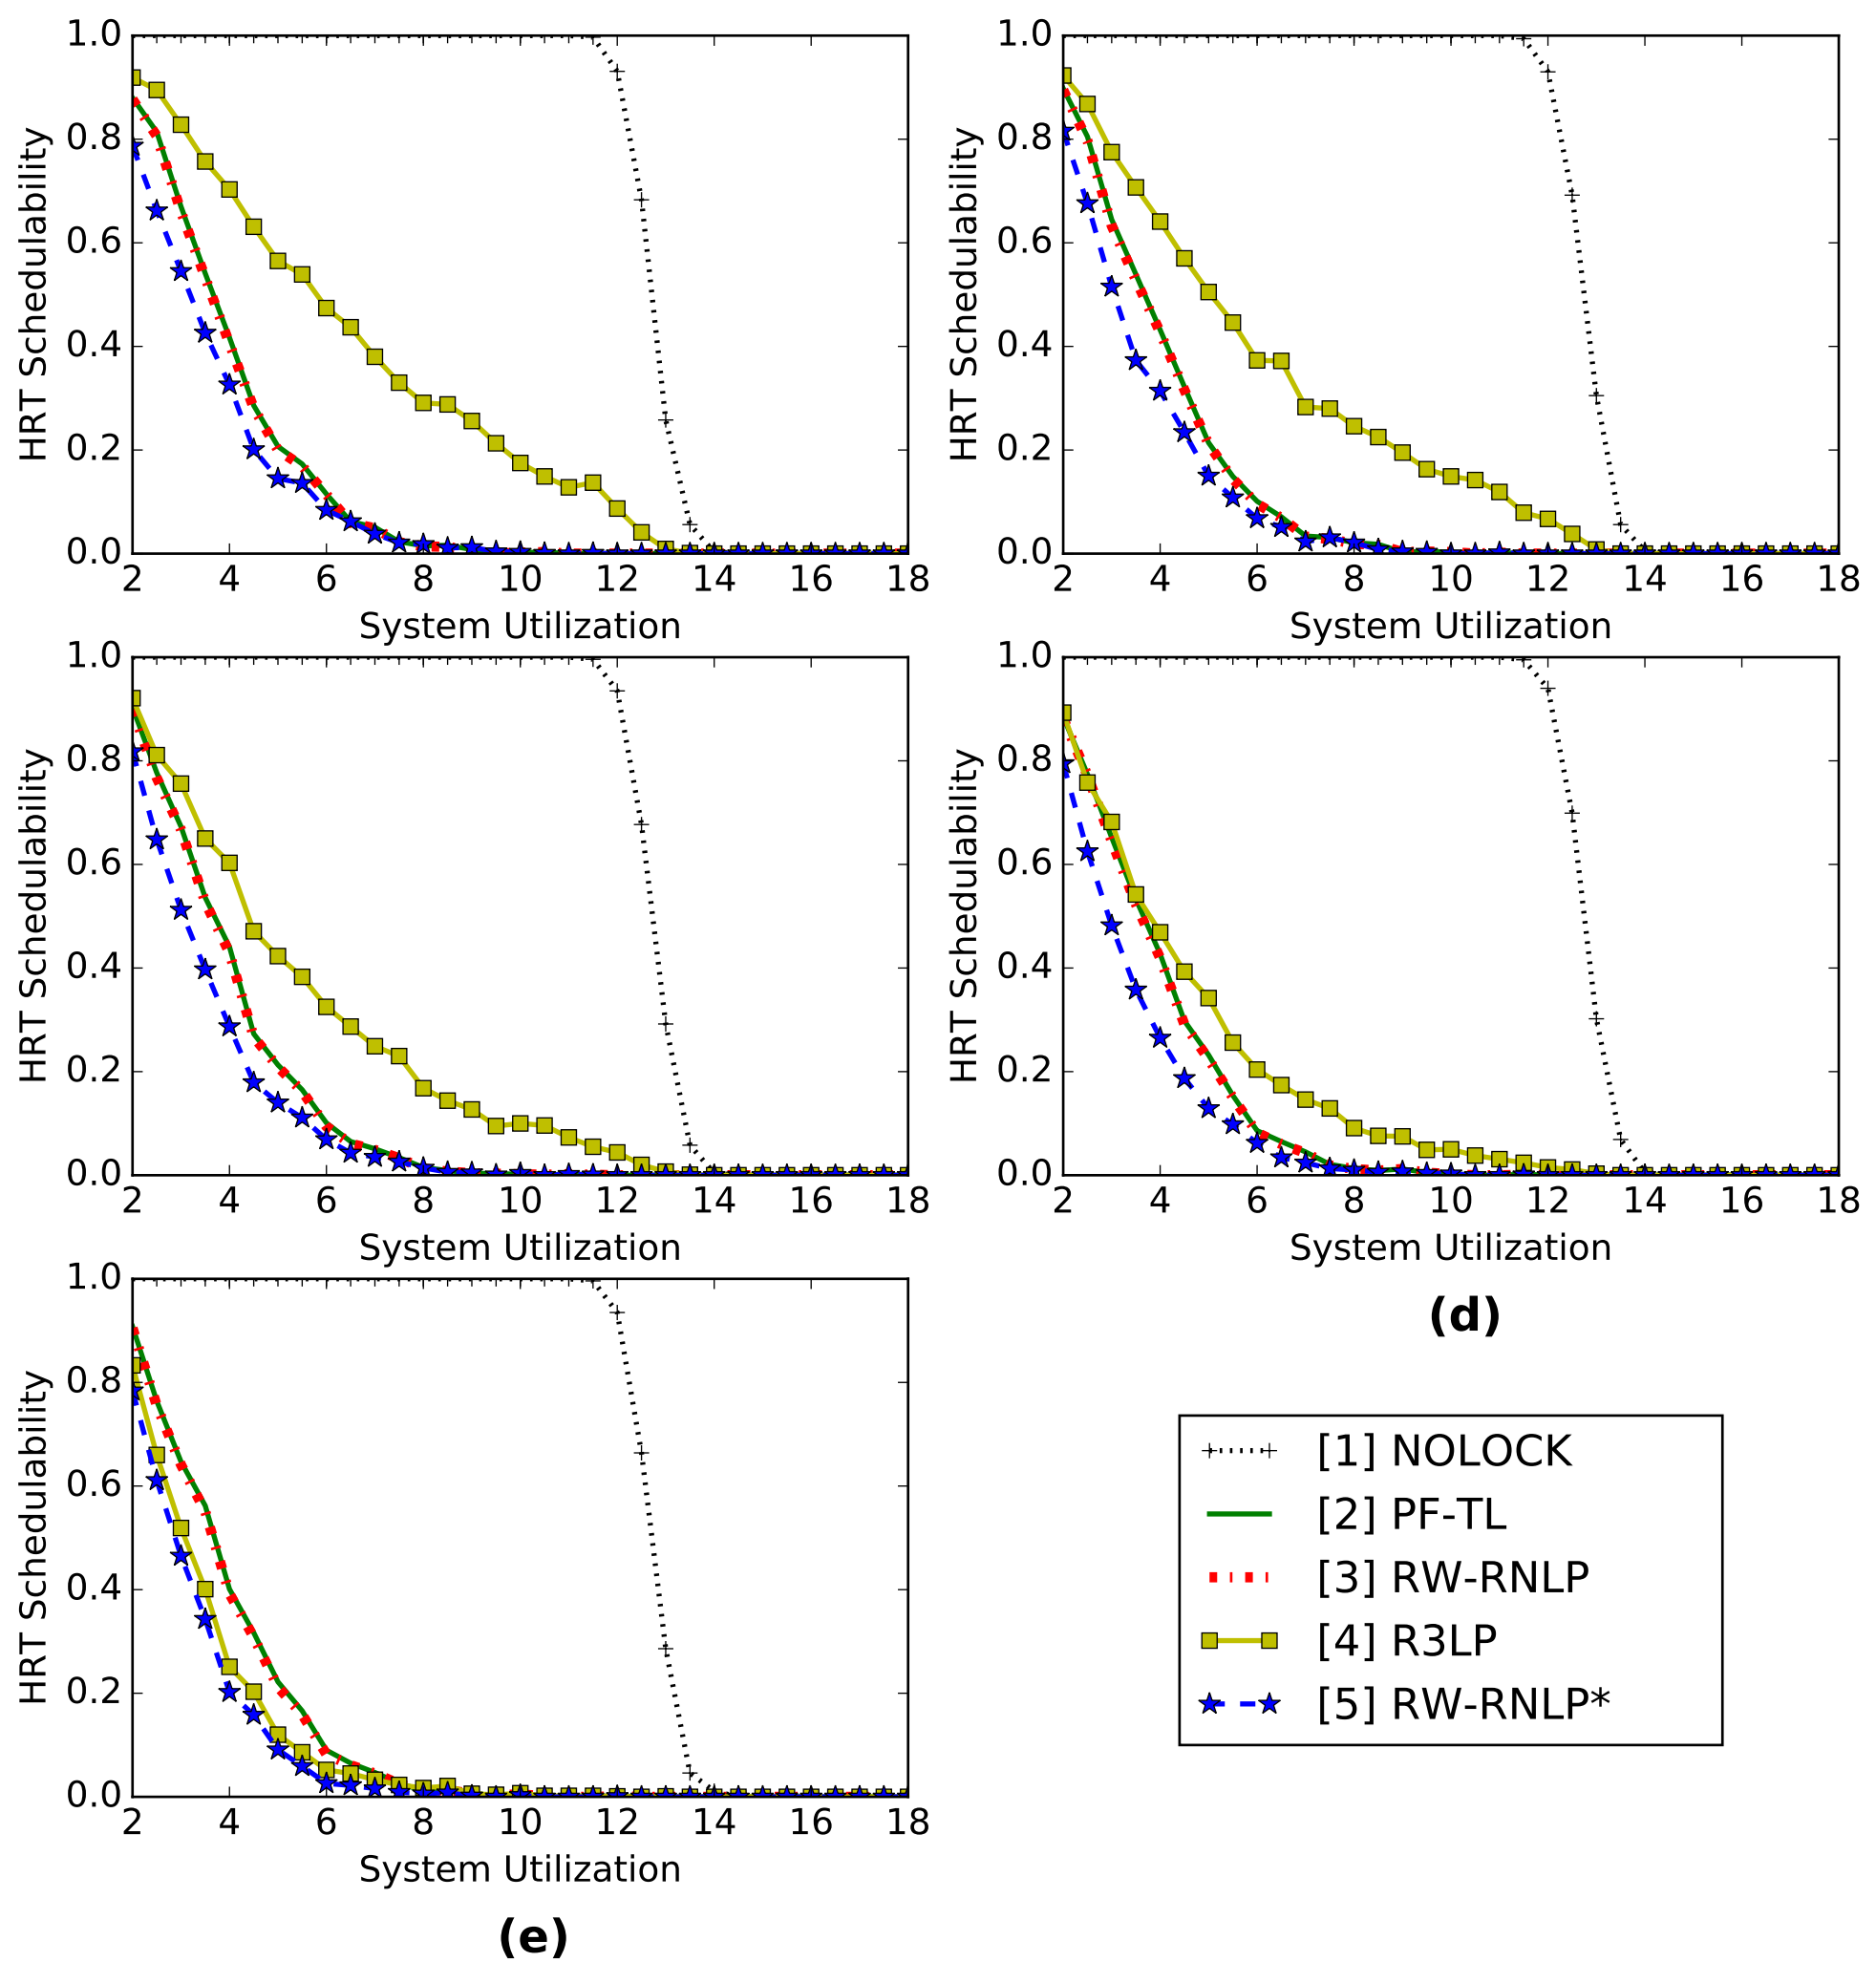 1.0
0.8
0.6
0.4
0.2
0.0
HRT Schedulability
2 4 6 8 10 12 14 16 18
System Utilization
1.0
0.8
0.6
0.4
0.2
0.0
HRT Schedulability
2 4 6 8 10 12 14 16 18
System Utilization
1.0
0.8
0.6
0.4
0.2
0.0
HRT Schedulability
2 4 6 8 10 12 14 16 18
System Utilization
1.0
0.8
0.6
0.4
0.2
0.0
HRT Schedulability
2 4 6 8 10 12 14 16 18
System Utilization
(d)
1.0
0.8
0.6
0.4
0.2
0.0
HRT Schedulability
2 4 6 8 10 12 14 16 18
System Utilization
(e)
[1] NOLOCK
[2] PF-TL
[3] RW-RNLP
[4] R3LP
[5] RW-RNLP*